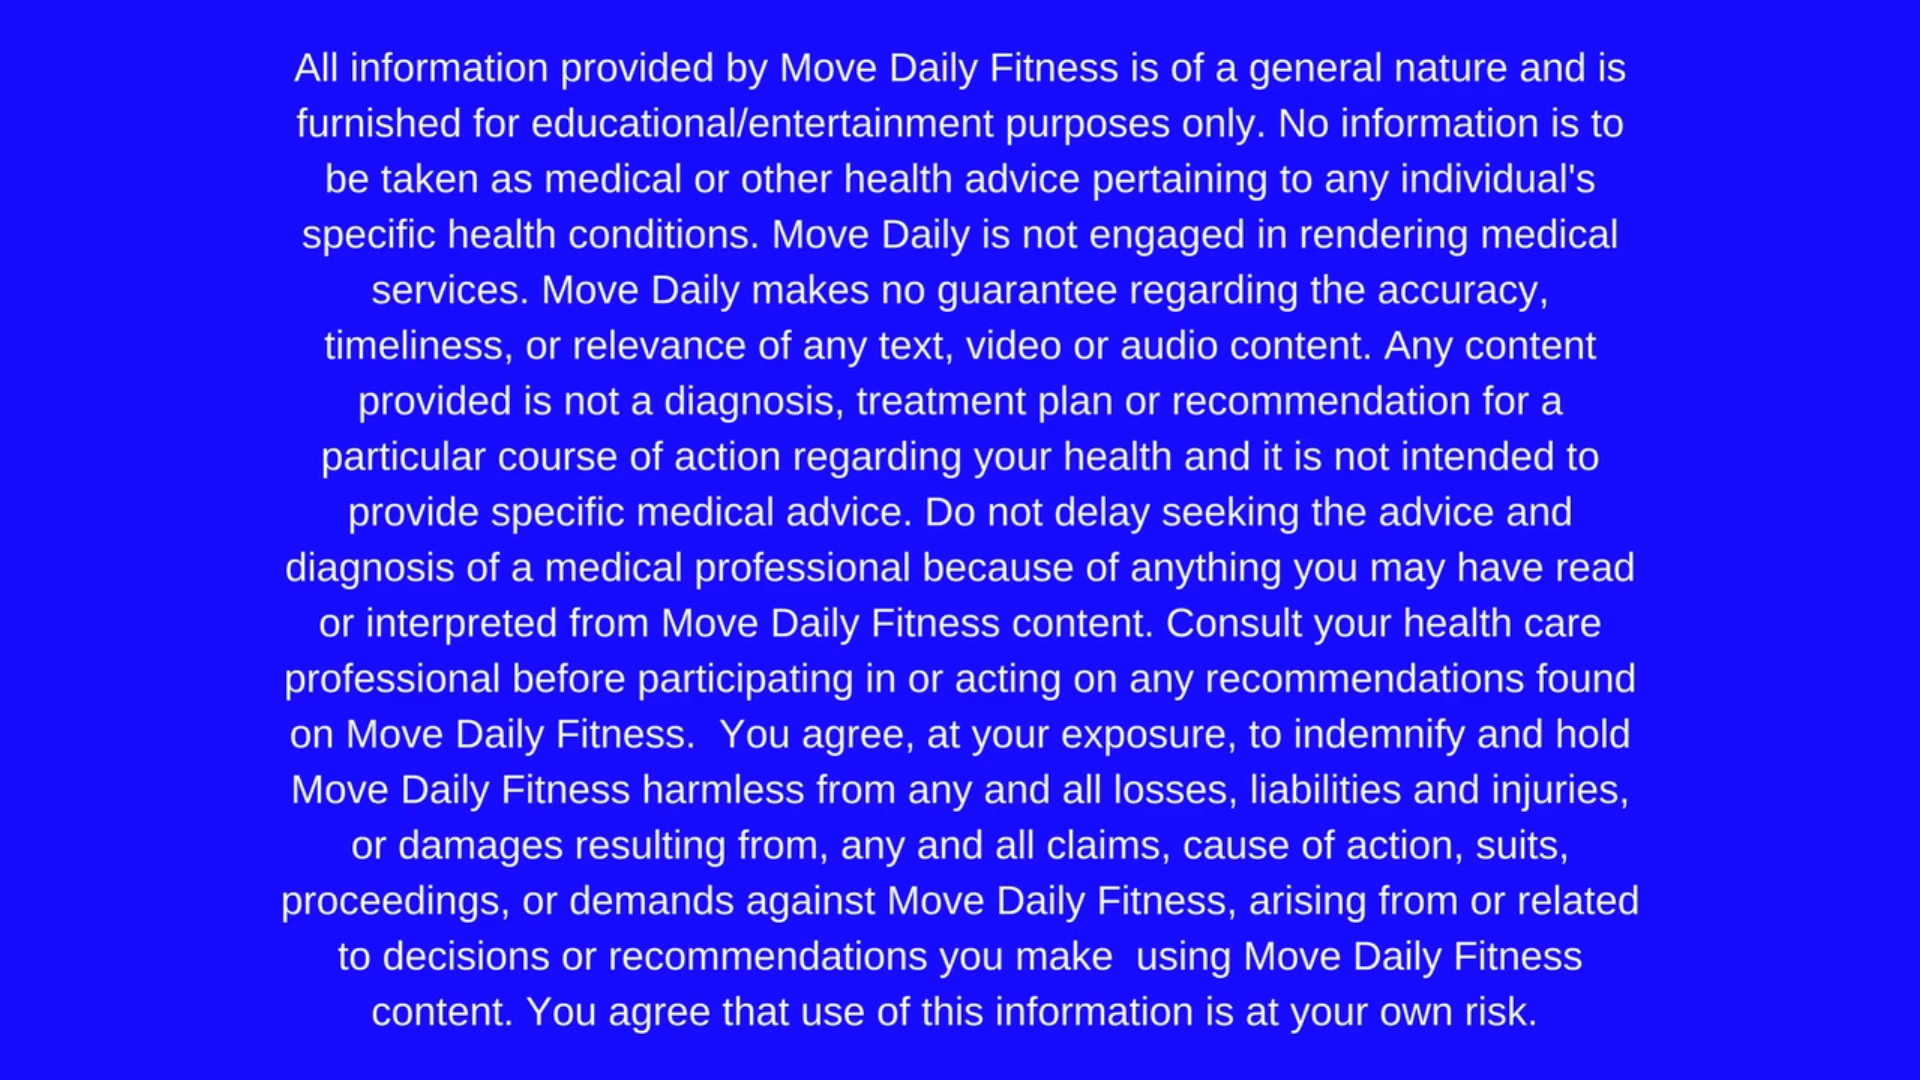 All information provided by Move Daily Fitness is of a general nature and is
furnished for educational/entertainment purposes only. No information is to
be taken as medical or other health advice pertaining to any individual's
specific health conditions. Move Daily is not engaged in rendering medical
services. Move Daily makes no guarantee regarding the accuracy,
timeliness, or relevance of any text, video or audio content. Any content
provided is not a diagnosis, treatment plan or recommendation for a
particular course of action regarding your health and it is not intended to
provide specific medical advice. Do not delay seeking the advice and
diagnosis of a medical professional because of anything you may have read
or interpreted from Move Daily Fitness content. Consult your health care
professional before participating in or acting on any recommendations found
on Move Daily Fitness.  You agree, at your exposure, to indemnify and hold
Move Daily Fitness harmless from any and all losses, liabilities and injuries,
or damages resulting from, any and all claims, cause of action, suits,
proceedings, or demands against Move Daily Fitness, arising from or related
to decisions or recommendations you make  using Move Daily Fitness
content. You agree that use of this information is at your own risk.